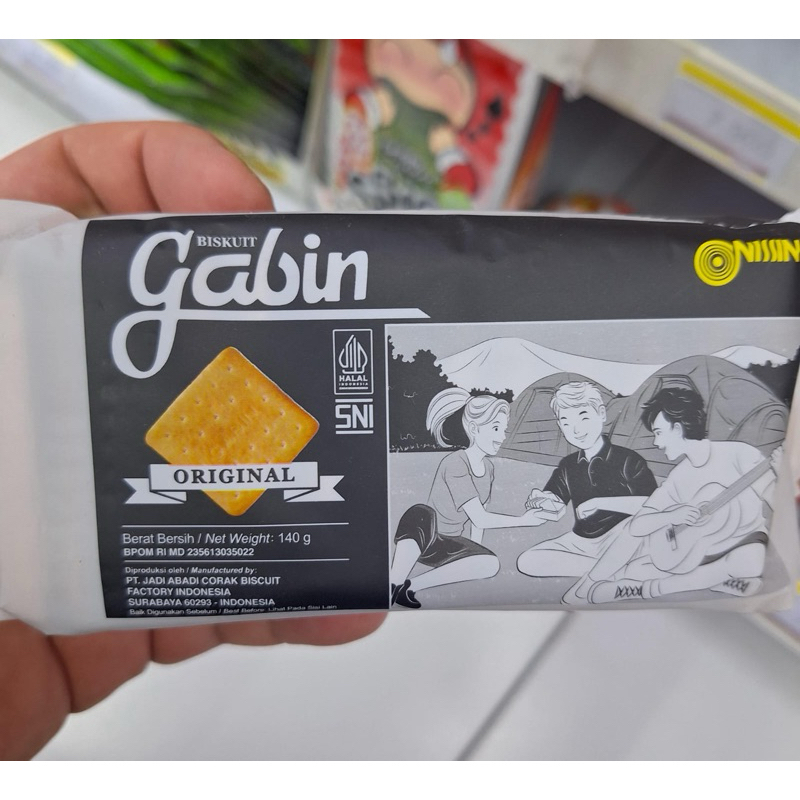 BISKUIT
gabin
NISSIN
HALAL
INDONESIA
SNI
ORIGINAL
Berat Bersih / Net Weight: 140 g
BPOM RI MD 235613035022
Diproduksi oleh / Manufactured by:
PT. JADI ABADI CORAK BISCUIT
FACTORY INDONESIA
SURABAYA 60293 - INDONESIA
Baik Digunakan Sebelum / Best Before: Lihat Pada Sisi Lain